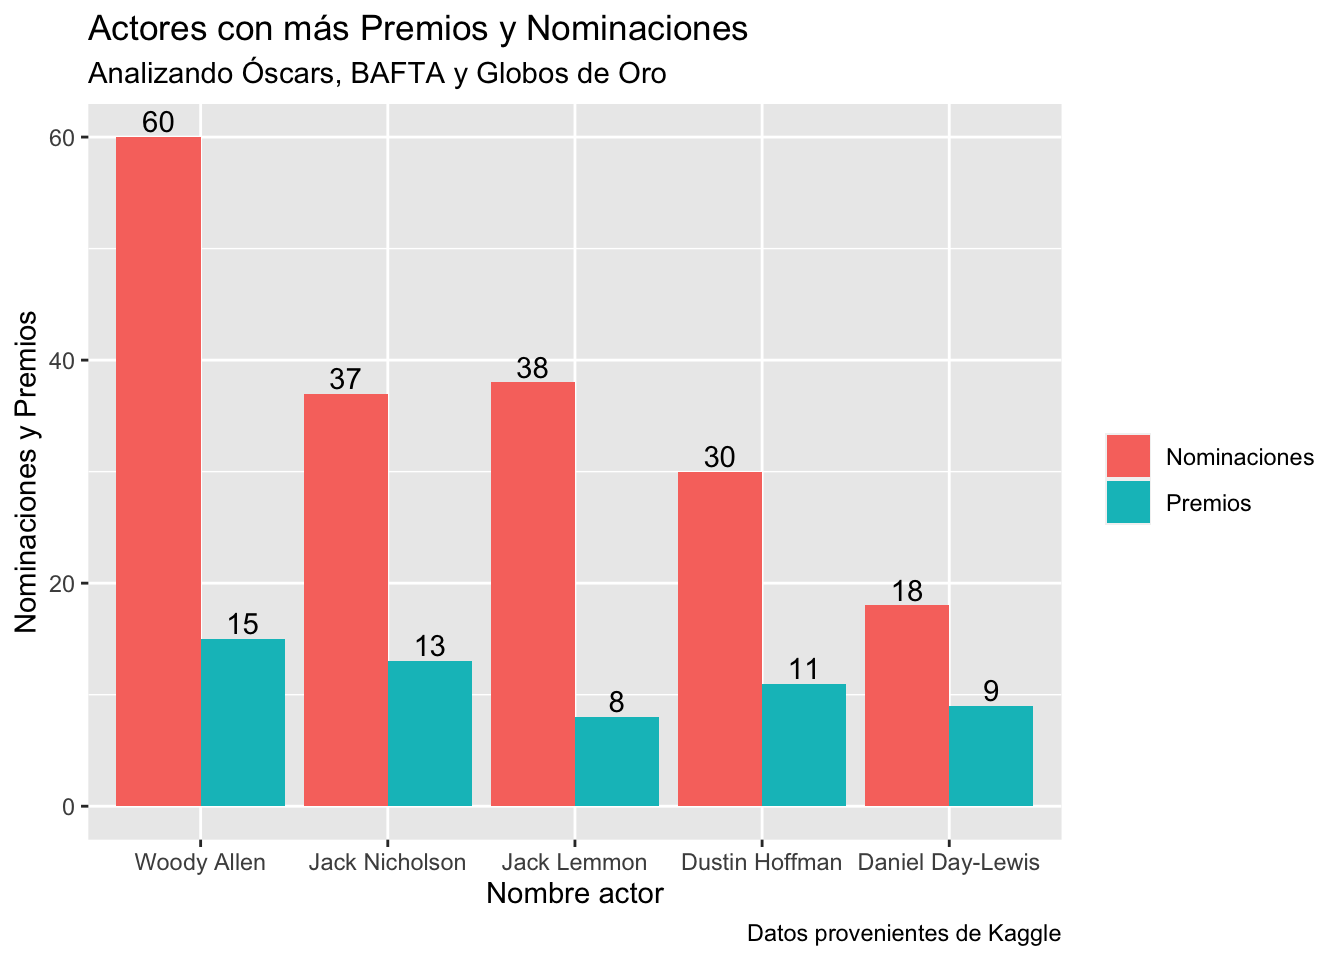 Actores con más Premios y Nominaciones
Analizando Óscars, BAFTA y Globos de Oro
Nominaciones y Premios
60
40
20
0
60
15
37
13
38
8
30
11
18
9
Woody Allen
Jack Nicholson
Jack Lemmon
Dustin Hoffman
Daniel Day-Lewis
Nombre actor
Nominaciones
Premios
Datos provenientes de Kaggle